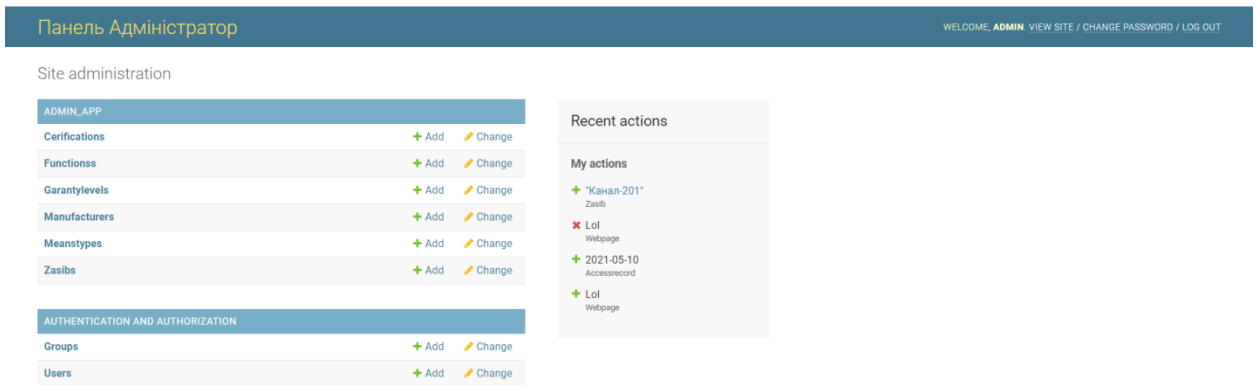 Панель Адміністратор
WELCOME, ADMIN. VIEW SITE / CHANGE PASSWORD / LOG OUT
Site administration
ADMIN_APP
Cerifications Add Change
Functionss Add Change
Garantylevels Add Change
Manufacturers Add Change
Meanstypes Add Change
Zasibs Add Change
AUTHENTICATION AND AUTHORIZATION
Groups Add Change
Users Add Change
Recent actions
My actions
"Канал-201"
Zasib
Lol
Webpage
2021-05-10
Accessrecord
Lol
Webpage